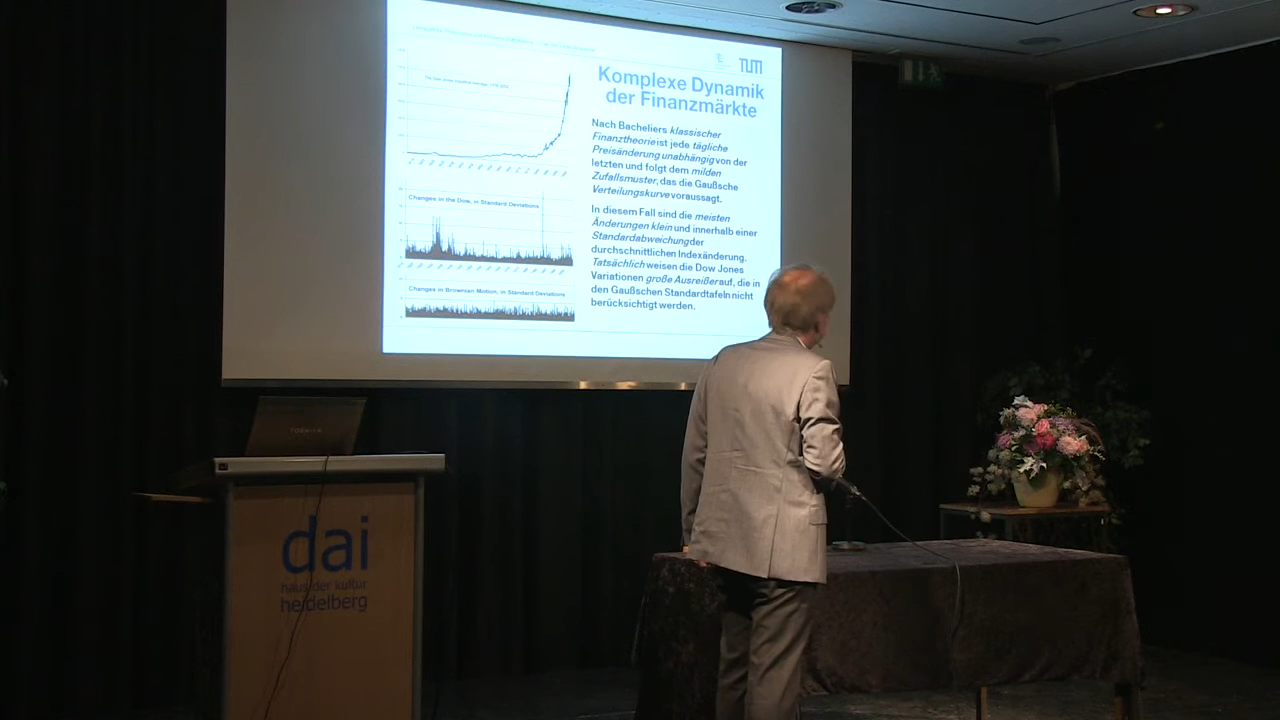 TUM
Komplexe Dynamik
der Finanzmärkte
Nach Bacheliers klassischer
Finanztheorie ist jede tägliche
Preisänderung unabhängig von der
letzten und folgt dem milden
Zufallsmuster, das die Gaußsche
Verteilungskurve voraussagt.
In diesem Fall sind die meisten
Änderungen klein und innerhalb einer
Standardabweichung der
durchschnittlichen Indexänderung.
Tatsächlich weisen die Dow Jones
Variationen große Ausreißer auf, die in
den Gaußschen Standardtafeln nicht
berücksichtigt werden.
Changes in the Dow, in Standard Deviations
Changes in Brownian Motion, in Standard Deviations
TOSHIBA
dai
haus der kultur
heidelberg